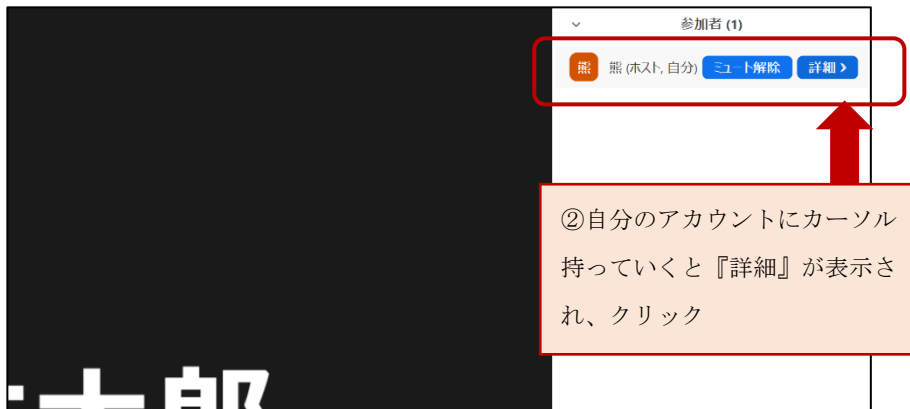 参加者 (1)
熊 熊 (ホスト, 自分) ミュート解除 詳細 >
②自分のアカウントにカーソル
持っていくと『詳細』が表示さ
れ、クリック
太郎